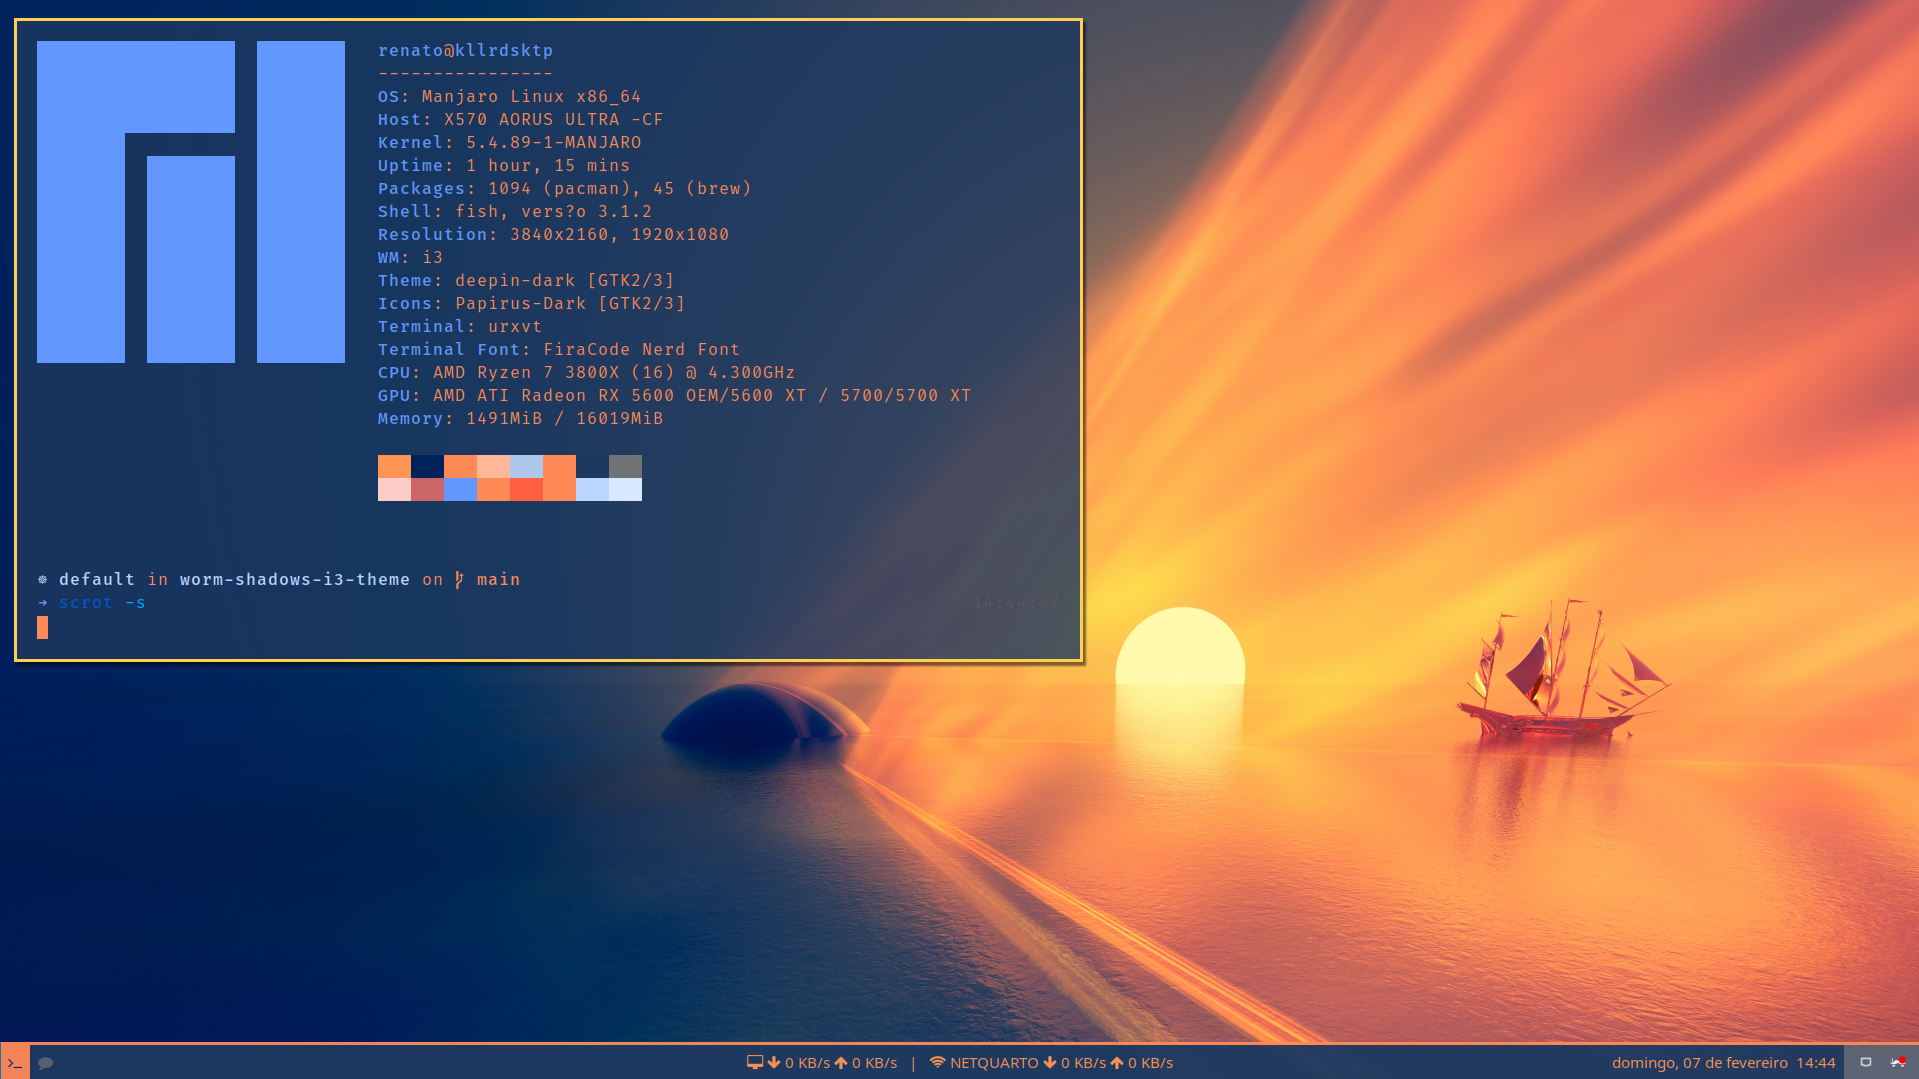 renato@kllrdsktp
----------------
OS: Manjaro Linux x86_64
Host: X570 AORUS ULTRA -CF
Kernel: 5.4.89-1-MANJARO
Uptime: 1 hour, 15 mins
Packages: 1094 (pacman), 45 (brew)
Shell: fish, vers?o 3.1.2
Resolution: 3840x2160, 1920x1080
WM: i3
Theme: deepin-dark [GTK2/3]
Icons: Papirus-Dark [GTK2/3]
Terminal: urxvt
Terminal Font: FiraCode Nerd Font
CPU: AMD Ryzen 7 3800X (16) @ 4.300GHz
GPU: AMD ATI Radeon RX 5600 OEM/5600 XT / 5700/5700 XT
Memory: 1491MiB / 16019MiB
☸ default in worm-shadows-i3-theme on main
→ scrot -s 14:44:37
>_ 0 KB/s 0 KB/s | NETQUARTO 0 KB/s 0 KB/s domingo, 07 de fevereiro 14:44